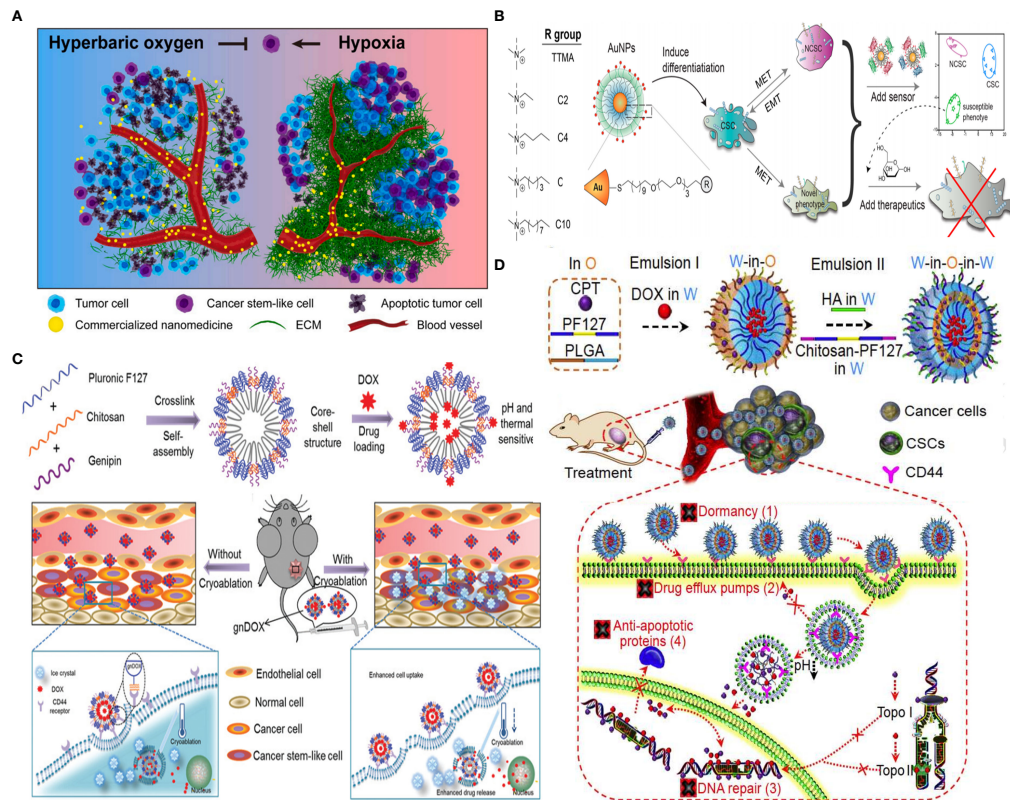 A
Hyperbaric oxygen
Hypoxia
Tumor cell
Cancer stem-like cell
Apoptotic tumor cell
Commercialized nanomedicine
ECM
Blood vessel
B
R group
TTMA
C2
C4
C
C10
AuNPs
Induce
differentitaation
CSC
MET
EMT
MET
NCSC
Novel
phenotype
Au
S
9
O
O
3
R
Add sensor
Add therapeutics
NCSC
CSC
susceptible
phenotye
C
Pluronic F127
+
Chitosan
+
Genipin
Crosslink
Self-
assembly
Core-
shell
structure
DOX
Drug
loading
pH and
thermal
sensitive
Without
Cryoablation
With
Cryoablation
gnDOX
Ice crystal
DOX
CD44
receptor
gnDOX
Cryoablation
Nucleus
Endothelial cell
Normal cell
Cancer cell
Cancer stem-like cell
Enhanced cell uptake
Cryoablation
Enhanced drug release
Nucleus
D
In O
CPT
PF127
PLGA
Emulsion I
DOX in W
W-in-O
Emulsion II
HA in W
Chitosan-PF127
in W
W-in-O-in-W
Treatment
Cancer cells
CSCs
CD44
Dormancy (1)
Drug efflux pumps (2)
Anti-apoptotic
proteins (4)
pH
Topo I
Topo II
DNA repair (3)